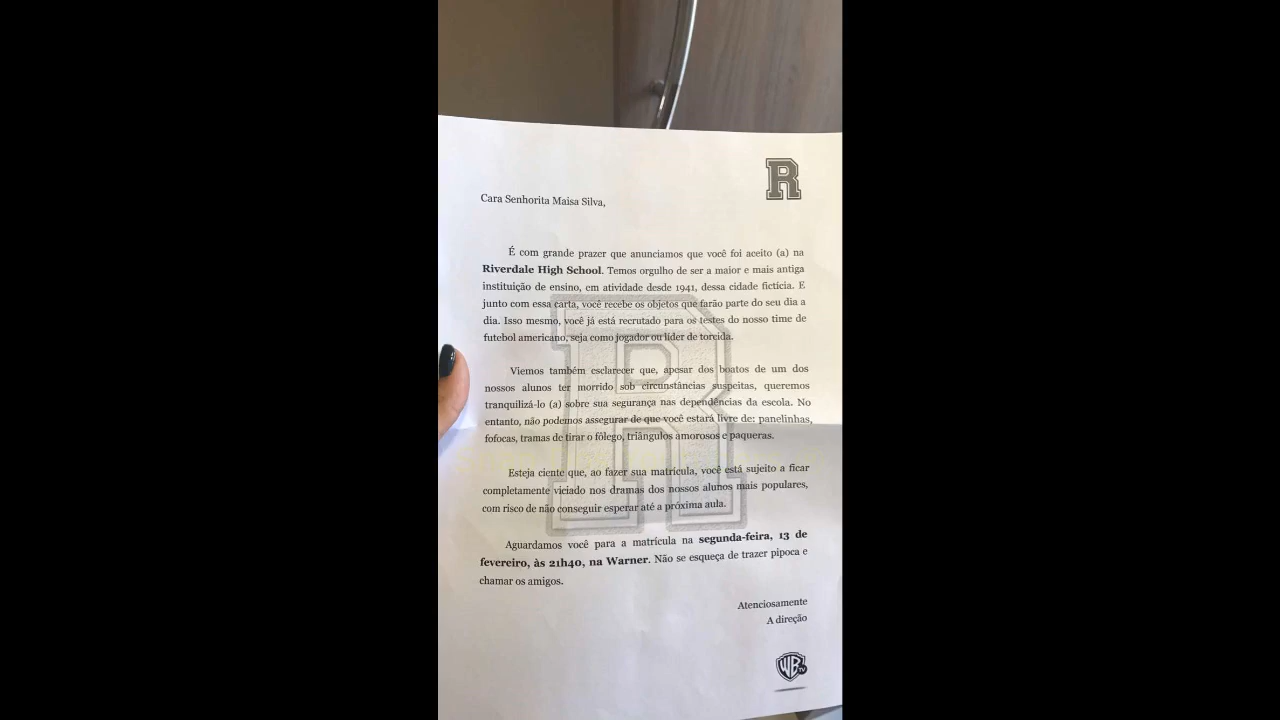 R
Cara Senhorita Maisa Silva,
É com grande prazer que anunciamos que você foi aceito (a) na
Riverdale High School. Temos orgulho de ser a maior e mais antiga
instituição de ensino, em atividade desde 1941, dessa cidade fictícia. E
junto com essa carta, você recebe os objetos que farão parte do seu dia a
dia. Isso mesmo, você já está recrutado para os testes do nosso time de
futebol americano, seja como jogador ou líder de torcida.
Viemos também esclarecer que, apesar dos boatos de um dos
nossos alunos ter morrido sob circunstâncias suspeitas, queremos
tranquilizá-lo (a) sobre sua segurança nas dependências da escola. No
entanto, não podemos assegurar de que você estará livre de: panelinhas,
fofocas, tramas de tirar o fôlego, triângulos amorosos e paqueras.
Esteja ciente que, ao fazer sua matrícula, você está sujeito a ficar
completamente viciado nos dramas dos nossos alunos mais populares,
com risco de não conseguir esperar até a próxima aula.
Aguardamos você para a matrícula na segunda-feira, 13 de
fevereiro, às 21h40, na Warner. Não se esqueça de trazer pipoca e
chamar os amigos.
Atenciosamente
A direção
R
WB TV